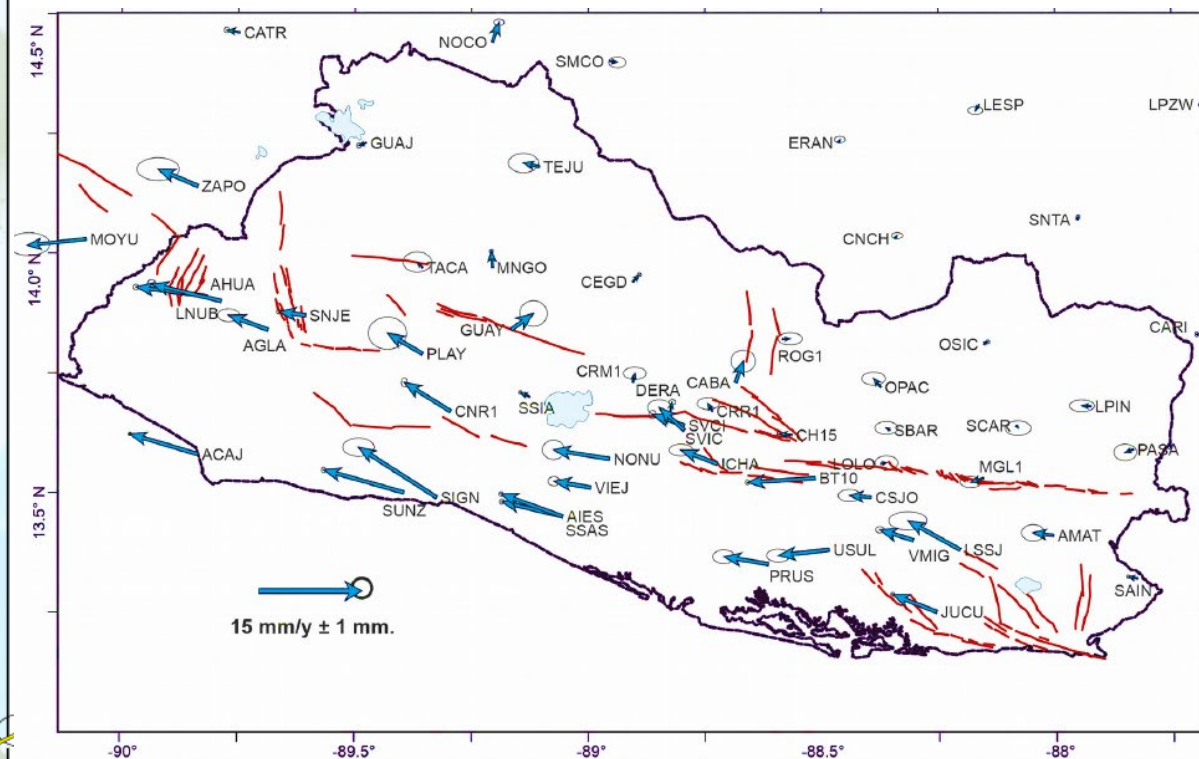 CATR
NOCO
SMCO
LESP
LPZW
14.5° N
GUAJ
ERAN
TEJU
ZAPO
SNTA
MOYU
CNCH
14.0° N
TACA
MNGO
CEGD
AHUA
LNUB
SNJE
AGLA
GUAY
PLAY
CARI
OSIC
ROG1
CRM1
DERA
CABA
OPAC
CNR1
SSIA
CRR1
LPIN
SVCI
SVIC
CH15
SBAR
SCAR
ACAJ
NONU
ICHA
LOLO
MGL1
PASA
BT10
VIEJ
SIGN
SUNZ
CSJO
13.5° N
AIES
SSAS
USUL
VMIG
LSSJ
AMAT
PRUS
SAIN
JUCU
15 mm/y ± 1 mm.
-90°
-89.5°
-89°
-88.5°
-88°